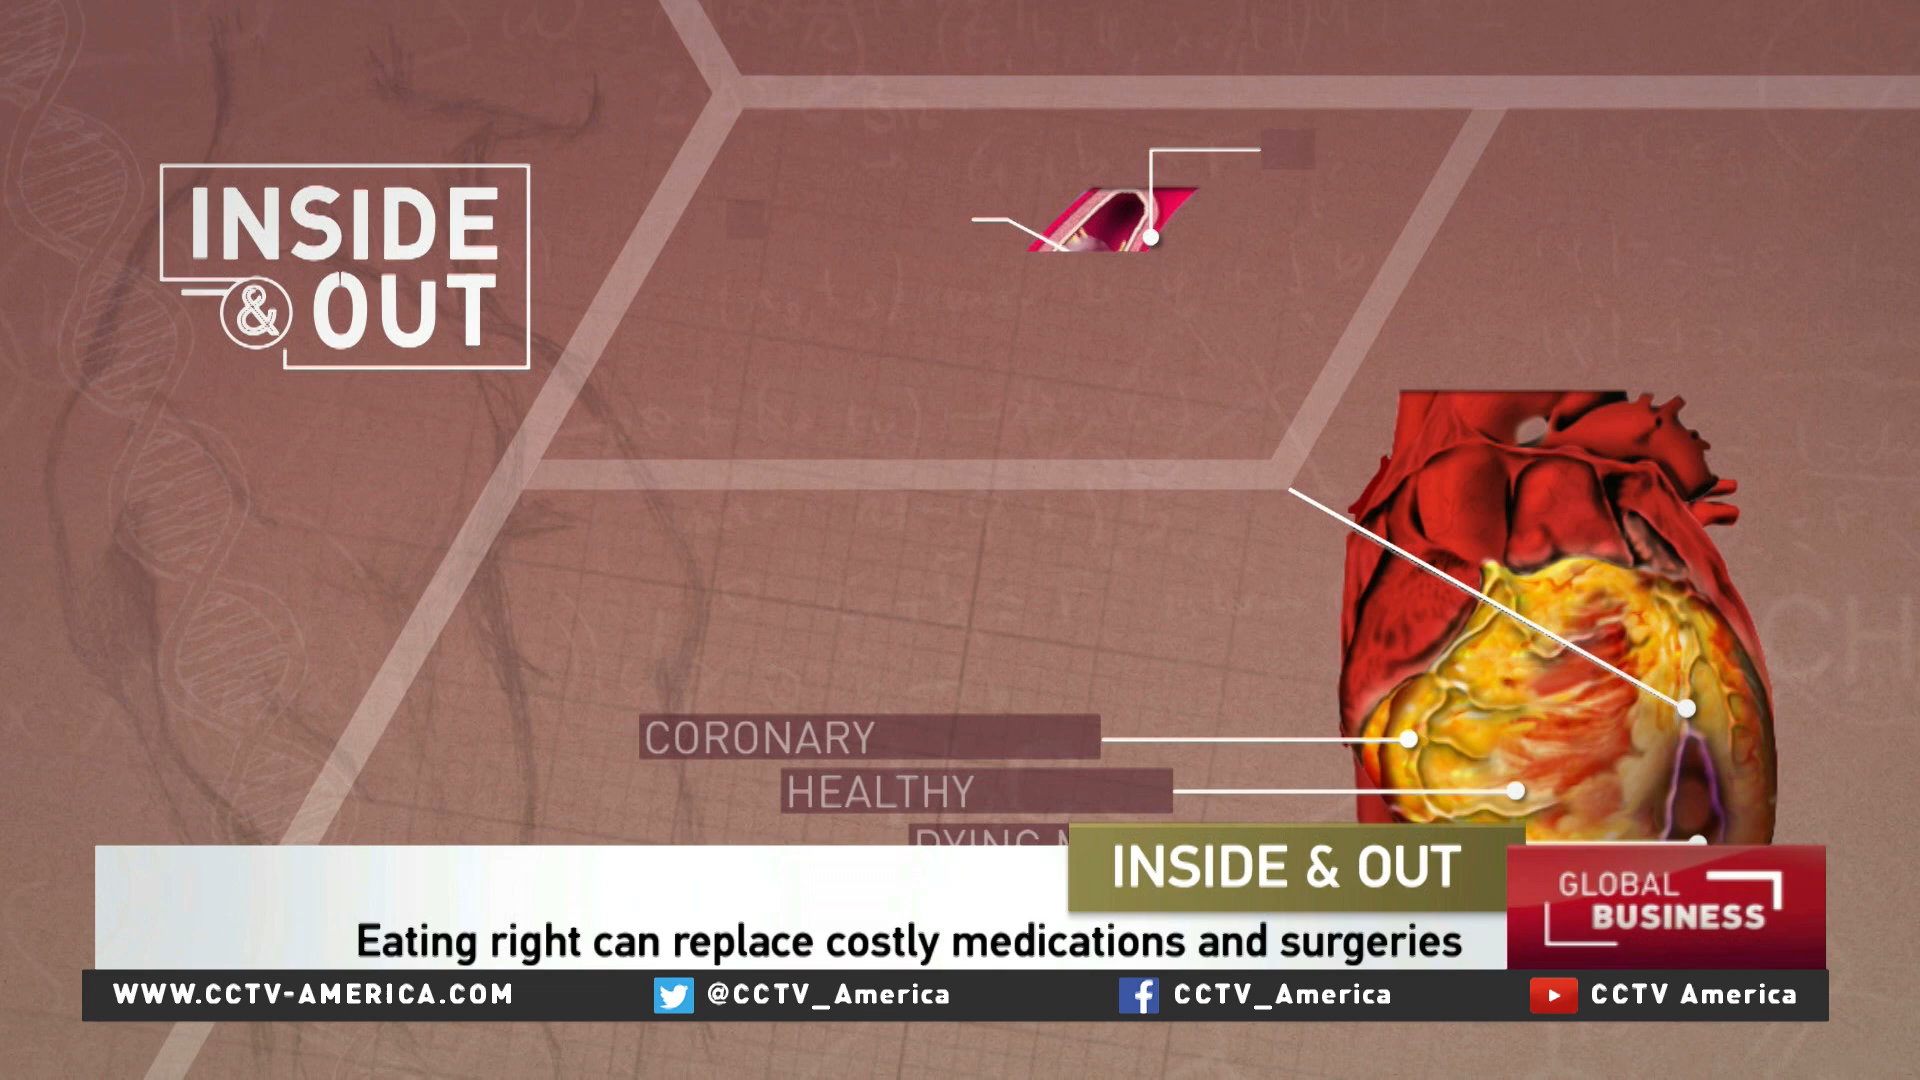 INSIDE
& OUT
CORONARY
HEALTHY
DYING
INSIDE & OUT
GLOBAL
BUSINESS
Eating right can replace costly medications and surgeries
WWW.CCTV-AMERICA.COM
@CCTV_America
CCTV_America
CCTV America